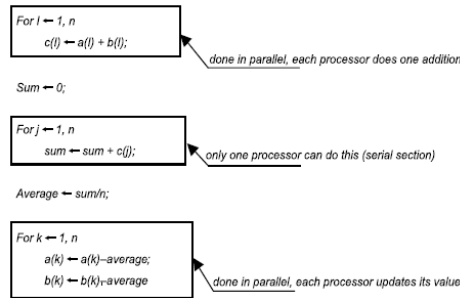 For I ← 1, n
c(I) ← a(I) + b(I);
done in parallel, each processor does one addition
Sum ← 0;
For j ← 1, n
sum ← sum + c(j);
only one processor can do this (serial section)
Average ← sum/n;
For k ← 1, n
a(k) ← a(k)–average;
b(k) ← b(k)-average
done in parallel, each processor updates its value